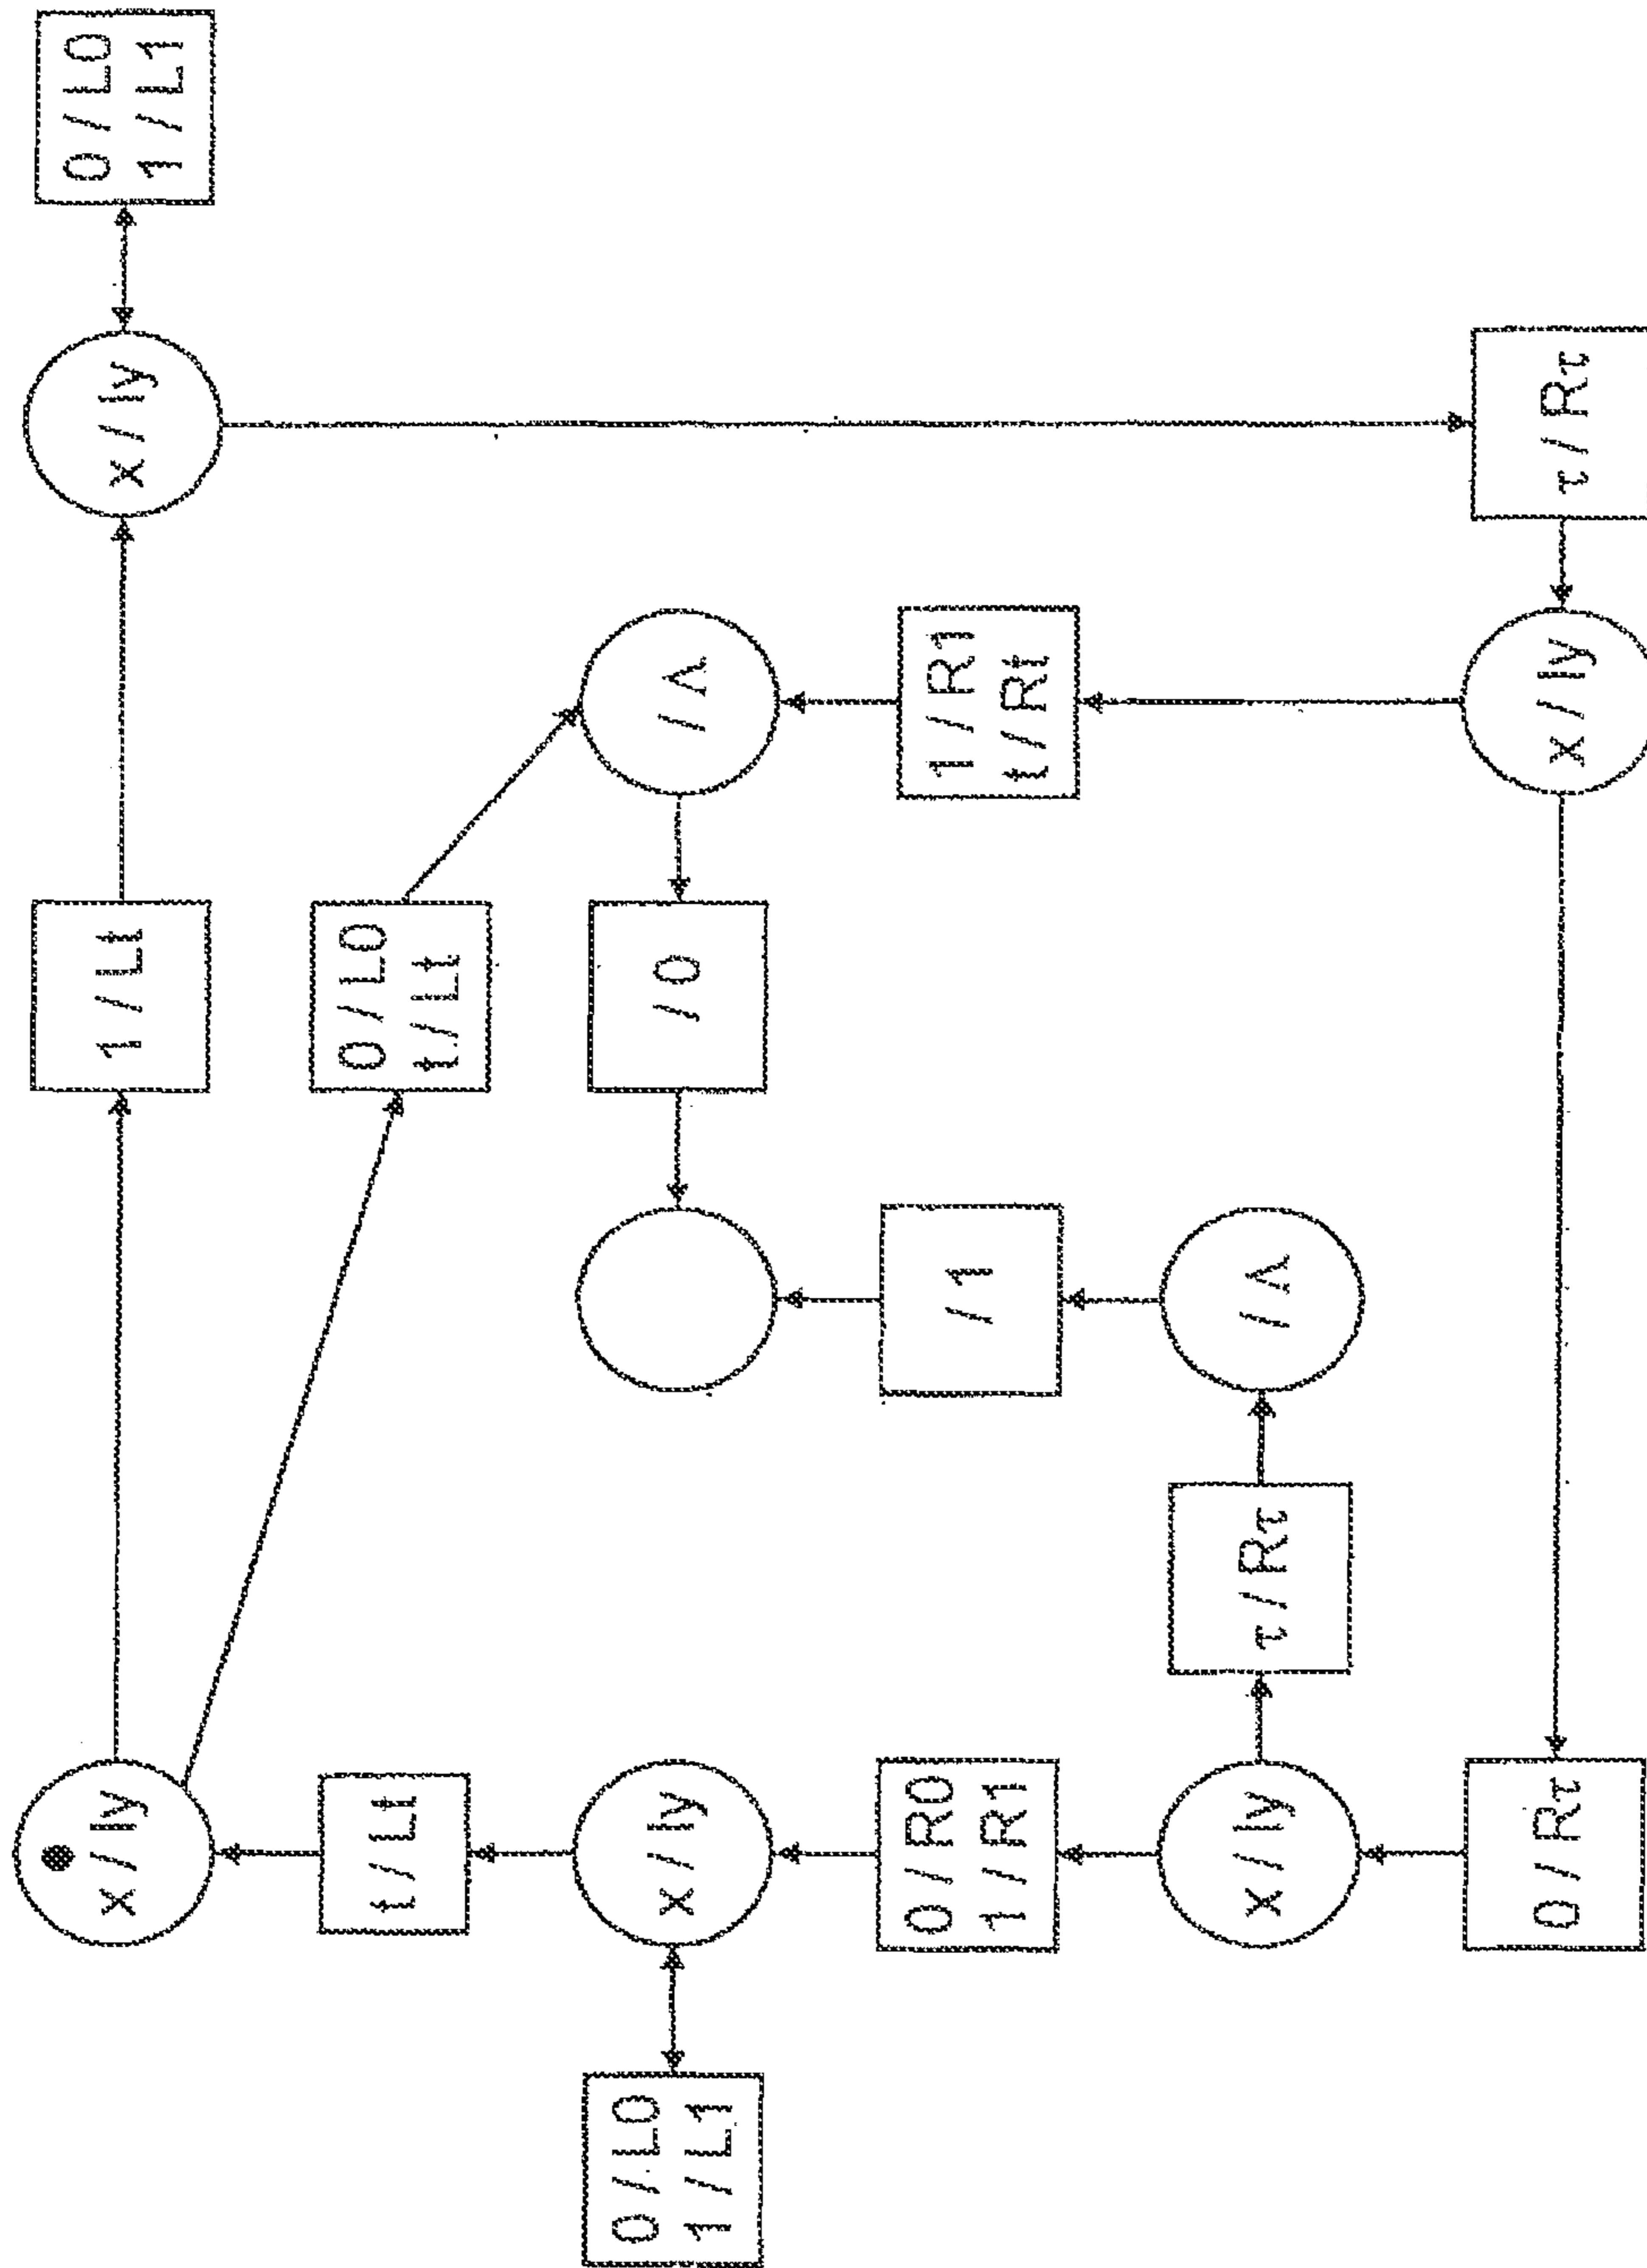 x / ly
1 / Lt
x / ly
0 / L0
1 / L1
t / Lt
0 / L0
t / Lt
0 / L0
1 / L1
x / ly
/ 0
/ Λ
0 / R0
1 / R1
/ 1
1 / R1
t / Rt
x / ly
τ / Rτ
/ Λ
0 / Rτ
x / ly
τ / Rτ